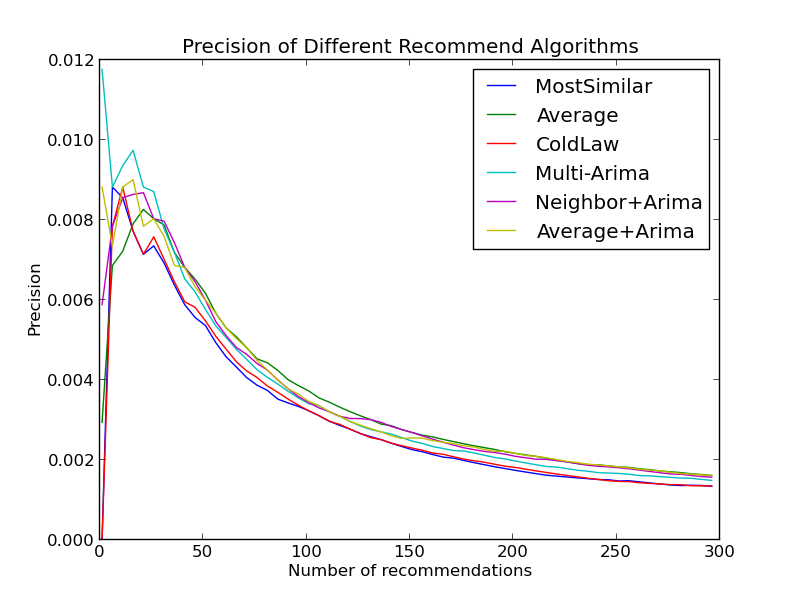 Precision of Different Recommend Algorithms
0.012
0.010
0.008
0.006
0.004
0.002
0.000
Precision
MostSimilar
Average
ColdLaw
Multi-Arima
Neighbor+Arima
Average+Arima
0 50 100 150 200 250 300
Number of recommendations